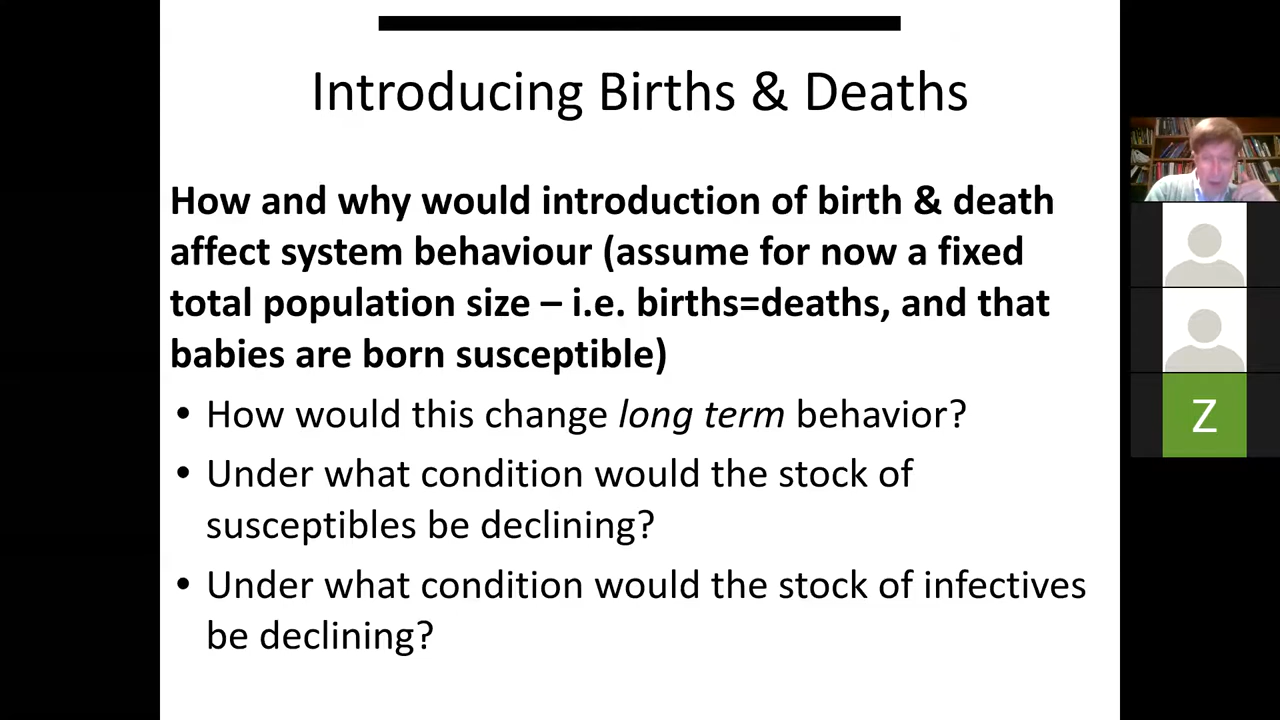 Introducing Births & Deaths
How and why would introduction of birth & death
affect system behaviour (assume for now a fixed
total population size – i.e. births=deaths, and that
babies are born susceptible)
• How would this change long term behavior?
• Under what condition would the stock of
susceptibles be declining?
• Under what condition would the stock of infectives
be declining?
Z